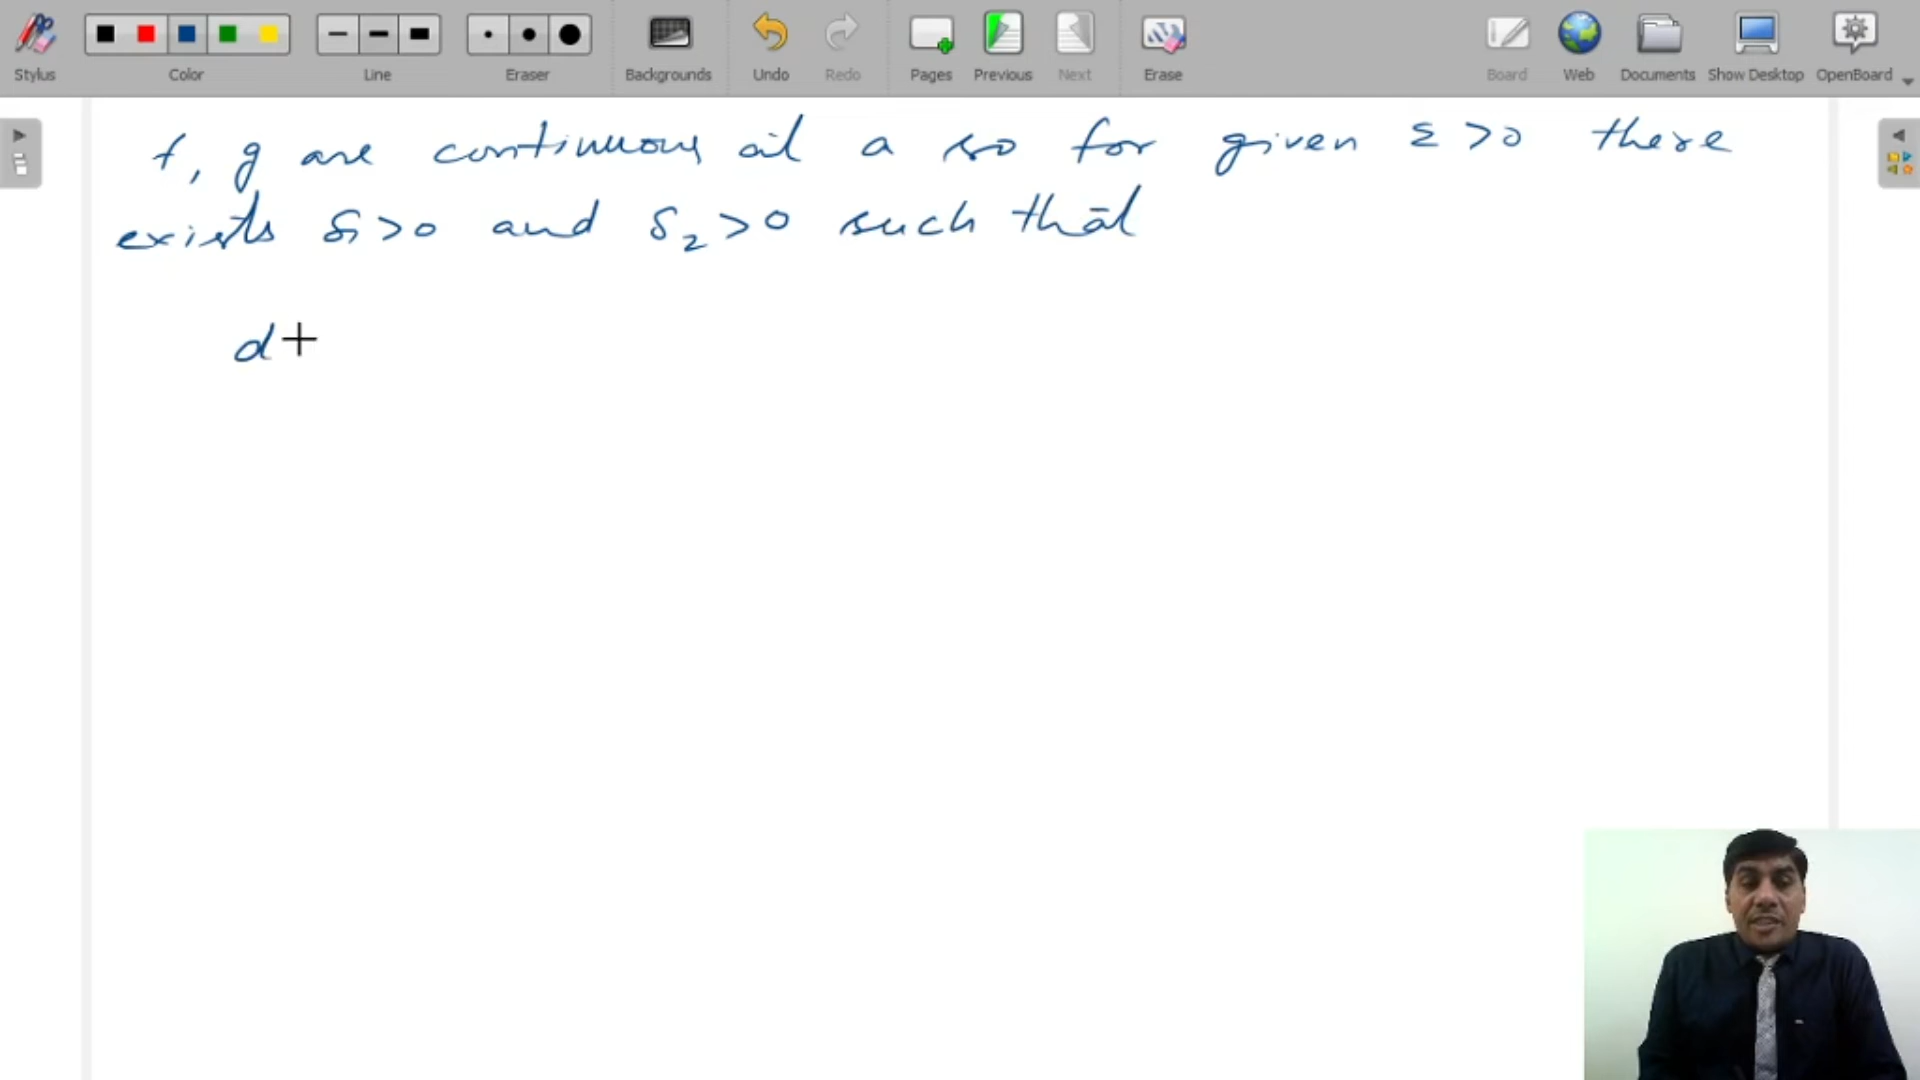 Stylus Color Line Eraser Backgrounds Undo Redo Pages Previous Next Erase Board Web Documents Show Desktop OpenBoard
f, g are continuous at a so for given ε > 0 there
exists δ₁ > 0 and δ₂ > 0 such that
d